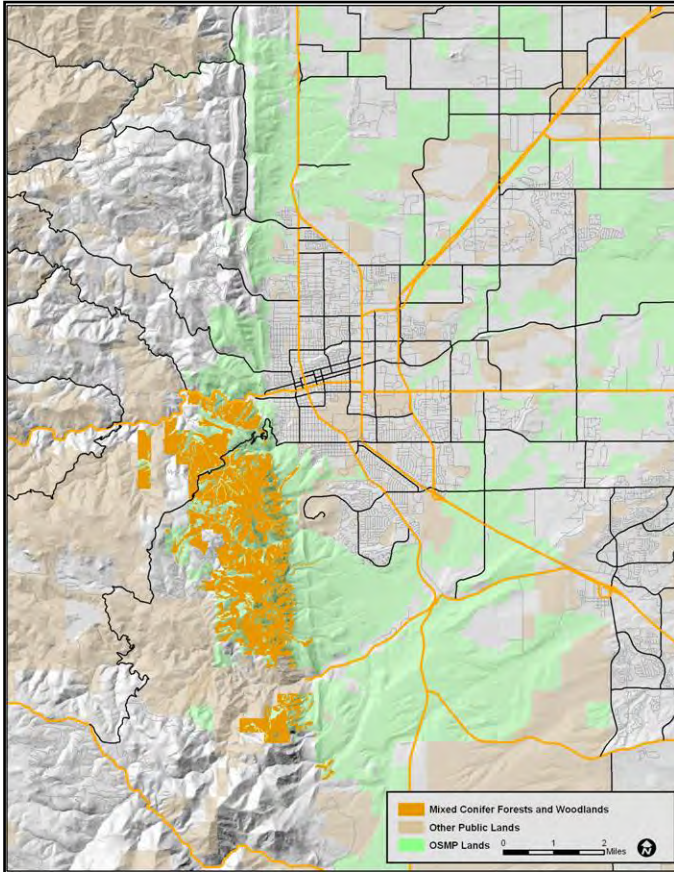 Mixed Conifer Forests and Woodlands
Other Public Lands
OSMP Lands 0 1 2
Miles N